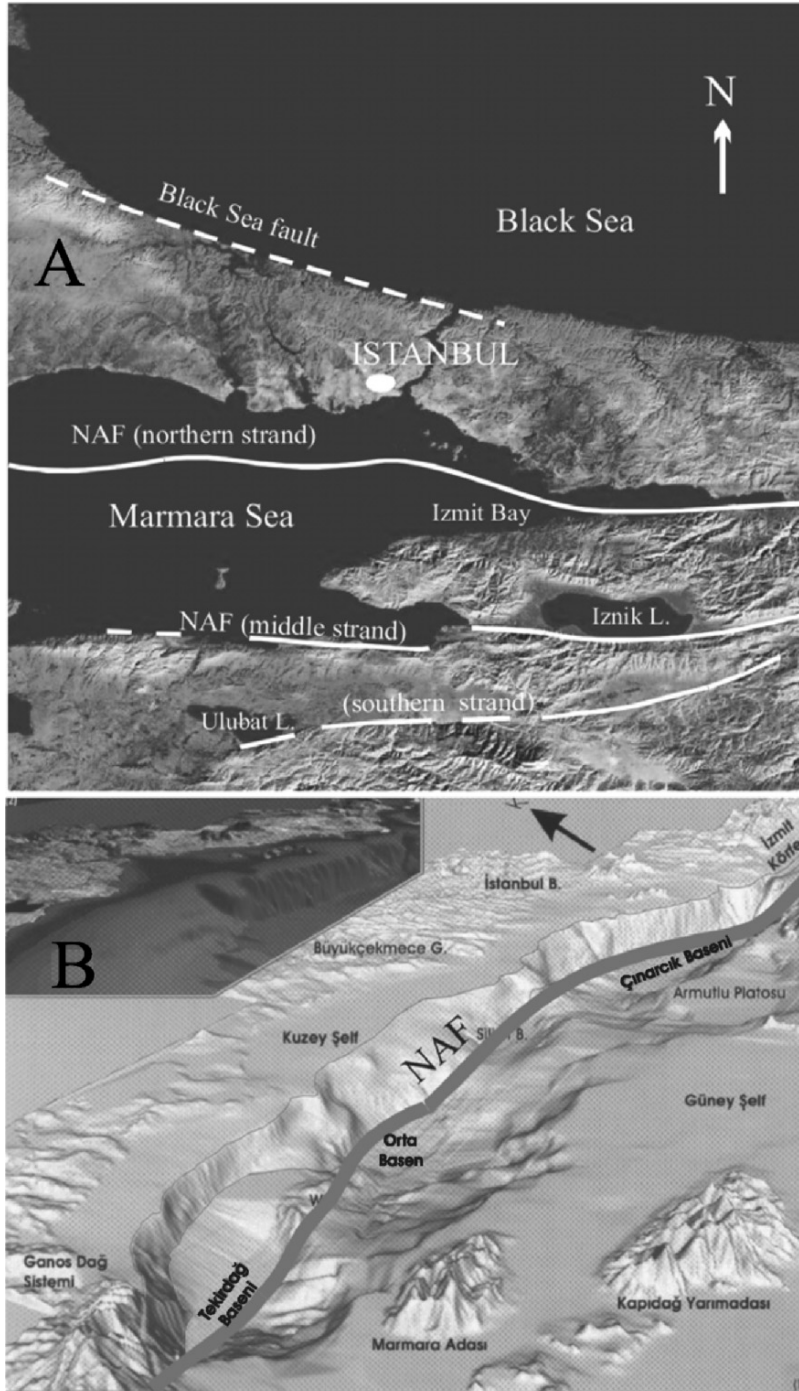 N
Black Sea fault
Black Sea
A
ISTANBUL
NAF (northern strand)
Marmara Sea
Izmit Bay
NAF (middle strand)
Iznik L.
(southern strand)
Ulubat L.
B
İstanbul B.
İzmit
Büyükçekmece G.
Çınarcık Baseni
Armutlu Platosu
Kuzey Şelf
NAF
Güney Şelf
Orta
Basen
Ganos Dağ
Sistemi
Tekirdağ
Baseni
Kapıdağ Yarımadası
Marmara Adası